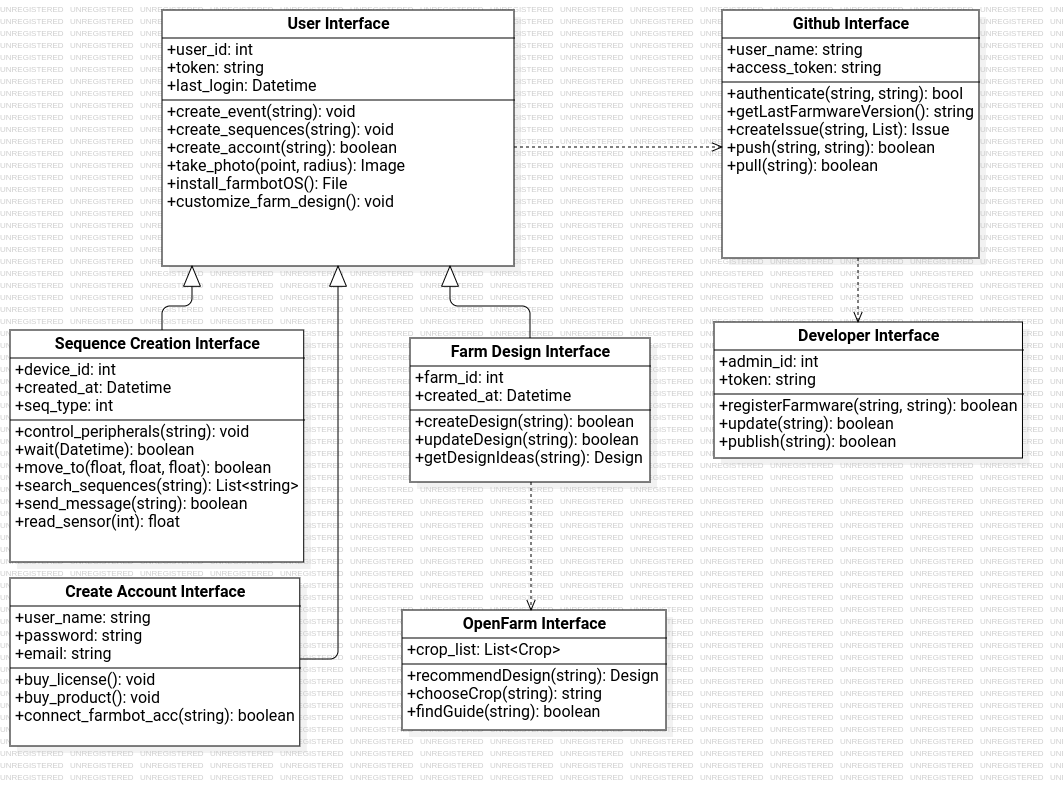 User Interface
+user_id: int
+token: string
+last_login: Datetime
+create_event(string): void
+create_sequences(string): void
+create_accoint(string): boolean
+take_photo(point, radius): Image
+install_farmbotOS(): File
+customize_farm_design(): void
Github Interface
+user_name: string
+access_token: string
+authenticate(string, string): bool
+getLastFarmwareVersion(): string
+createIssue(string, List): Issue
+push(string, string): boolean
+pull(string): boolean
Sequence Creation Interface
+device_id: int
+created_at: Datetime
+seq_type: int
+control_peripherals(string): void
+wait(Datetime): boolean
+move_to(float, float, float): boolean
+search_sequences(string): List<string>
+send_message(string): boolean
+read_sensor(int): float
Farm Design Interface
+farm_id: int
+created_at: Datetime
+createDesign(string): boolean
+updateDesign(string): boolean
+getDesignIdeas(string): Design
Developer Interface
+admin_id: int
+token: string
+registerFarmware(string, string): boolean
+update(string): boolean
+publish(string): boolean
Create Account Interface
+user_name: string
+password: string
+email: string
+buy_license(): void
+buy_product(): void
+connect_farmbot_acc(string): boolean
OpenFarm Interface
+crop_list: List<Crop>
+recommendDesign(string): Design
+chooseCrop(string): string
+findGuide(string): boolean
UNREGISTERED